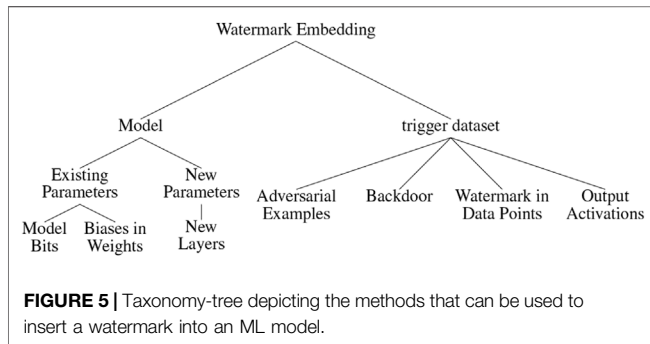 Watermark Embedding
Model
trigger dataset
Existing
Parameters
New
Parameters
Adversarial
Examples
Backdoor
Watermark in
Data Points
Output
Activations
Model
Bits
Biases in
Weights
New
Layers
FIGURE 5 | Taxonomy-tree depicting the methods that can be used to
insert a watermark into an ML model.